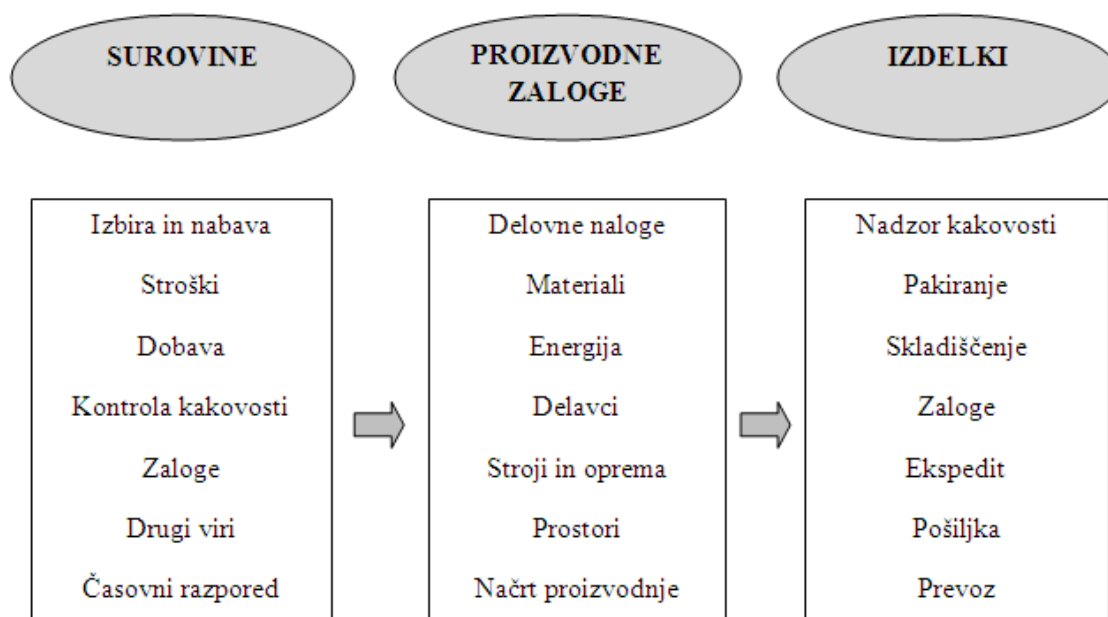 SUROVINE
PROIZVODNE
ZALOGE
IZDELKI
Izbira in nabava
Stroški
Dobava
Kontrola kakovosti
Zaloge
Drugi viri
Časovni razpored
Delovne naloge
Materiali
Energija
Delavci
Stroji in oprema
Prostori
Načrt proizvodnje
Nadzor kakovosti
Pakiranje
Skladiščenje
Zaloge
Ekspedit
Pošiljka
Prevoz